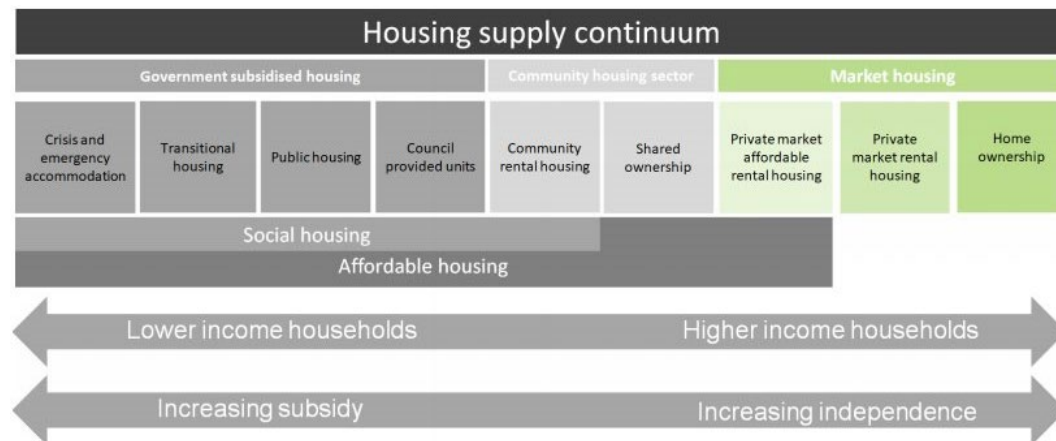 Housing supply continuum
Government subsidised housing
Community housing sector
Market housing
Crisis and
emergency
accommodation
Transitional
housing
Public housing
Council
provided units
Community
rental housing
Shared
ownership
Private market
affordable
rental housing
Private
market rental
housing
Home
ownership
Social housing
Affordable housing
Lower income households
Higher income households
Increasing subsidy
Increasing independence